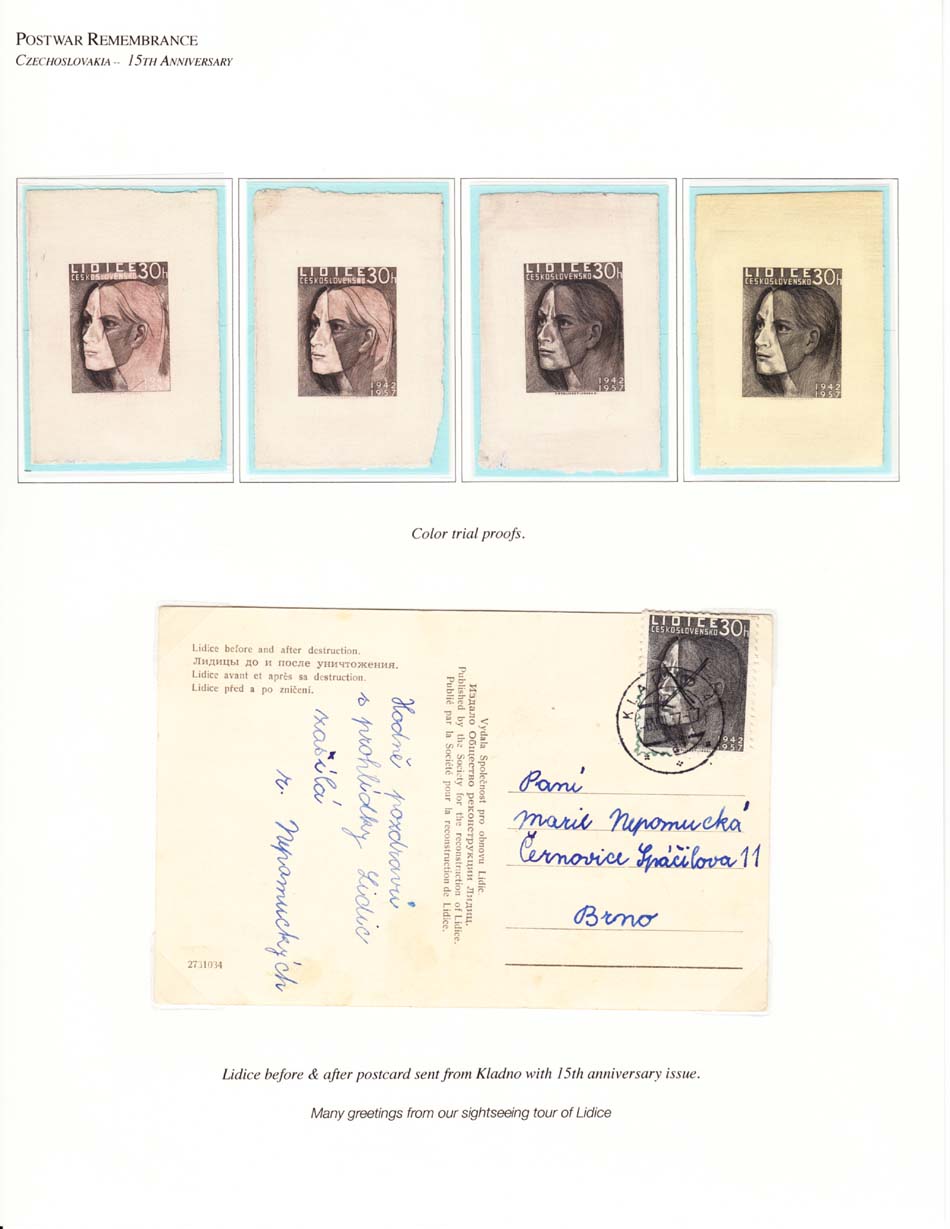 POSTWAR REMEMBRANCE
CZECHOSLOVAKIA -- 15TH ANNIVERSARY
LIDICE 30h
ČESKOSLOVENSKO
1942
1957
LIDICE 30h
ČESKOSLOVENSKO
1942
1957
LIDICE 30h
ČESKOSLOVENSKO
1942
1957
LIDICE 30h
ČESKOSLOVENSKO
1942
1957
Color trial proofs.
Lidice before and after destruction.
Лидицы до и после уничтожения.
Lidice avant et après sa destruction.
Lidice před a po zničení.
Hodně pozdravů
s prohlídky Lidic
zasílá
r. Nepomuckých
2731034
Vydala Společnost pro obnovu Lidic.
Издало Общество реконструкции Лидиц.
Published by the Society for the reconstruction of Lidice.
Publié par la Société pour la reconstruction de Lidice.
LIDICE 30h
ČESKOSLOVENSKO
1942
1957
Paní
Marie Nepomucká
Černovice Spáčilova 11
Brno
Lidice before & after postcard sent from Kladno with 15th anniversary issue.
Many greetings from our sightseeing tour of Lidice